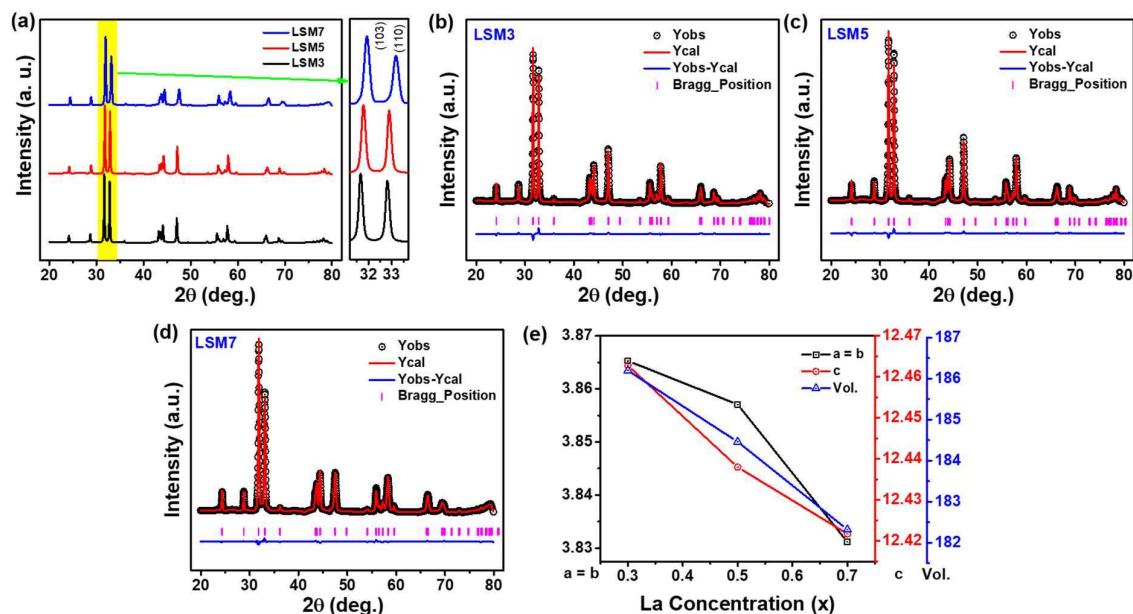 (a)
Intensity (a. u.)
LSM7
LSM5
LSM3
20 30 40 50 60 70 80
2θ (deg.)
(103)
(110)
32 33
2θ (deg.)
(b)
LSM3
Intensity (a.u.)
Yobs
Ycal
Yobs-Ycal
Bragg_Position
20 30 40 50 60 70 80
2θ (deg.)
(c)
LSM5
Intensity (a.u.)
Yobs
Ycal
Yobs-Ycal
Bragg_Position
20 30 40 50 60 70 80
2θ (deg.)
(d)
LSM7
Intensity (a.u.)
Yobs
Ycal
Yobs-Ycal
Bragg_Position
20 30 40 50 60 70 80
2θ (deg.)
(e)
3.87
3.86
3.85
3.84
3.83
a = b
a = b
c
Vol.
12.47
12.46
12.45
12.44
12.43
12.42
c
187
186
185
184
183
182
Vol.
0.3 0.4 0.5 0.6 0.7
La Concentration (x)